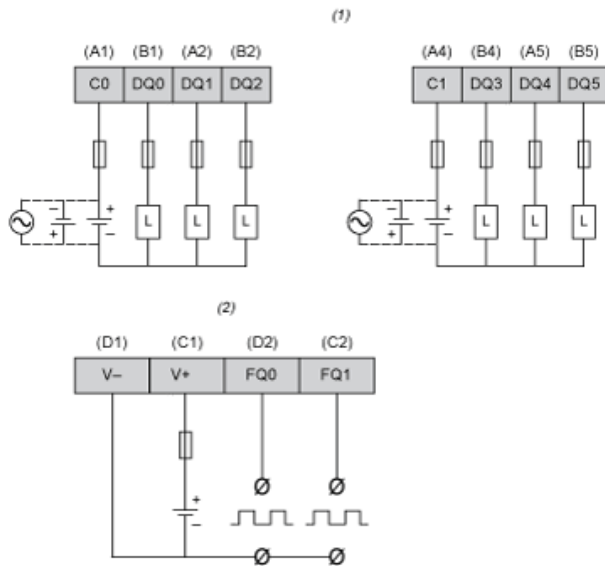 (1)
(A1) (B1) (A2) (B2)
C0 DQ0 DQ1 DQ2
(A4) (B4) (A5) (B5)
C1 DQ3 DQ4 DQ5
− + + −
L L L
− + + −
L L L
(2)
(D1) (C1) (D2) (C2)
V− V+ FQ0 FQ1
+
−